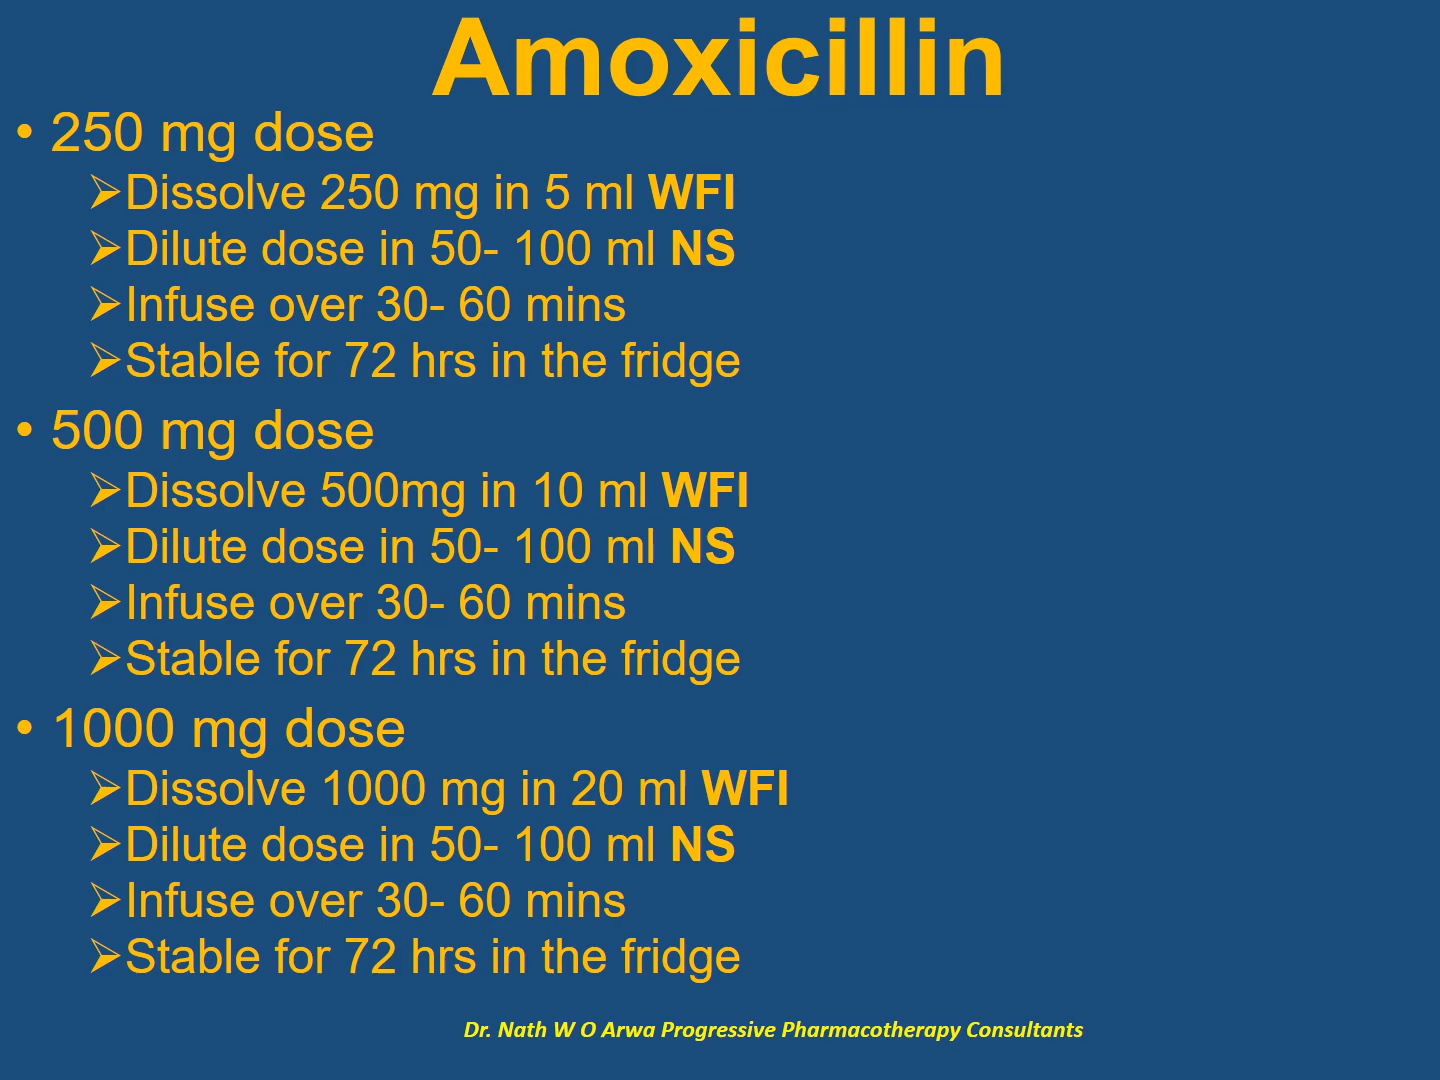 Amoxicillin
• 250 mg dose
➢Dissolve 250 mg in 5 ml WFI
➢Dilute dose in 50- 100 ml NS
➢Infuse over 30- 60 mins
➢Stable for 72 hrs in the fridge
• 500 mg dose
➢Dissolve 500mg in 10 ml WFI
➢Dilute dose in 50- 100 ml NS
➢Infuse over 30- 60 mins
➢Stable for 72 hrs in the fridge
• 1000 mg dose
➢Dissolve 1000 mg in 20 ml WFI
➢Dilute dose in 50- 100 ml NS
➢Infuse over 30- 60 mins
➢Stable for 72 hrs in the fridge
Dr. Nath W O Arwa Progressive Pharmacotherapy Consultants